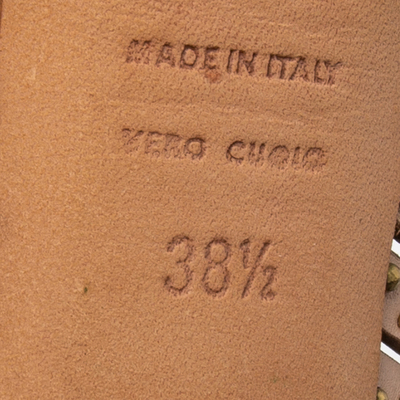 MADE IN ITALY
VERO CUOIO
38½